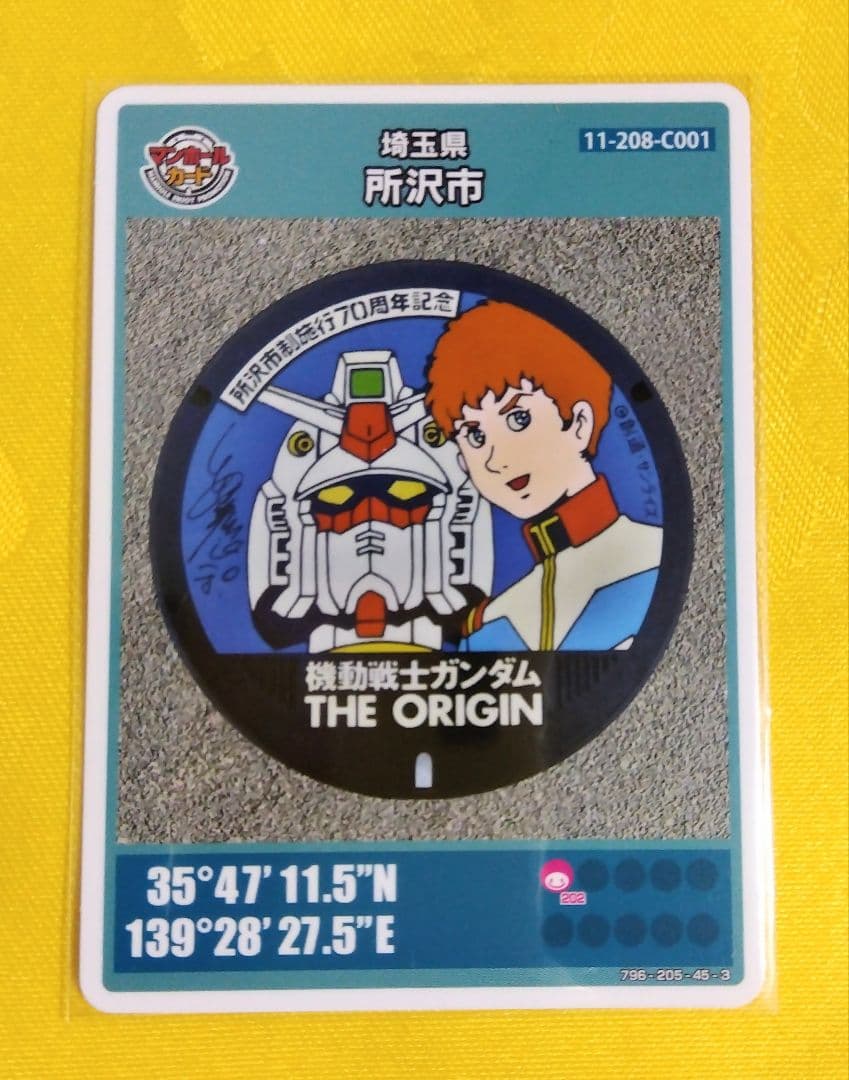 マンホール
カード
埼玉県
所沢市
11-208-C001
所沢市制施行70周年記念
機動戦士ガンダム
THE ORIGIN
35°47' 11.5"N
139°28' 27.5"E
202
796-205-45-3